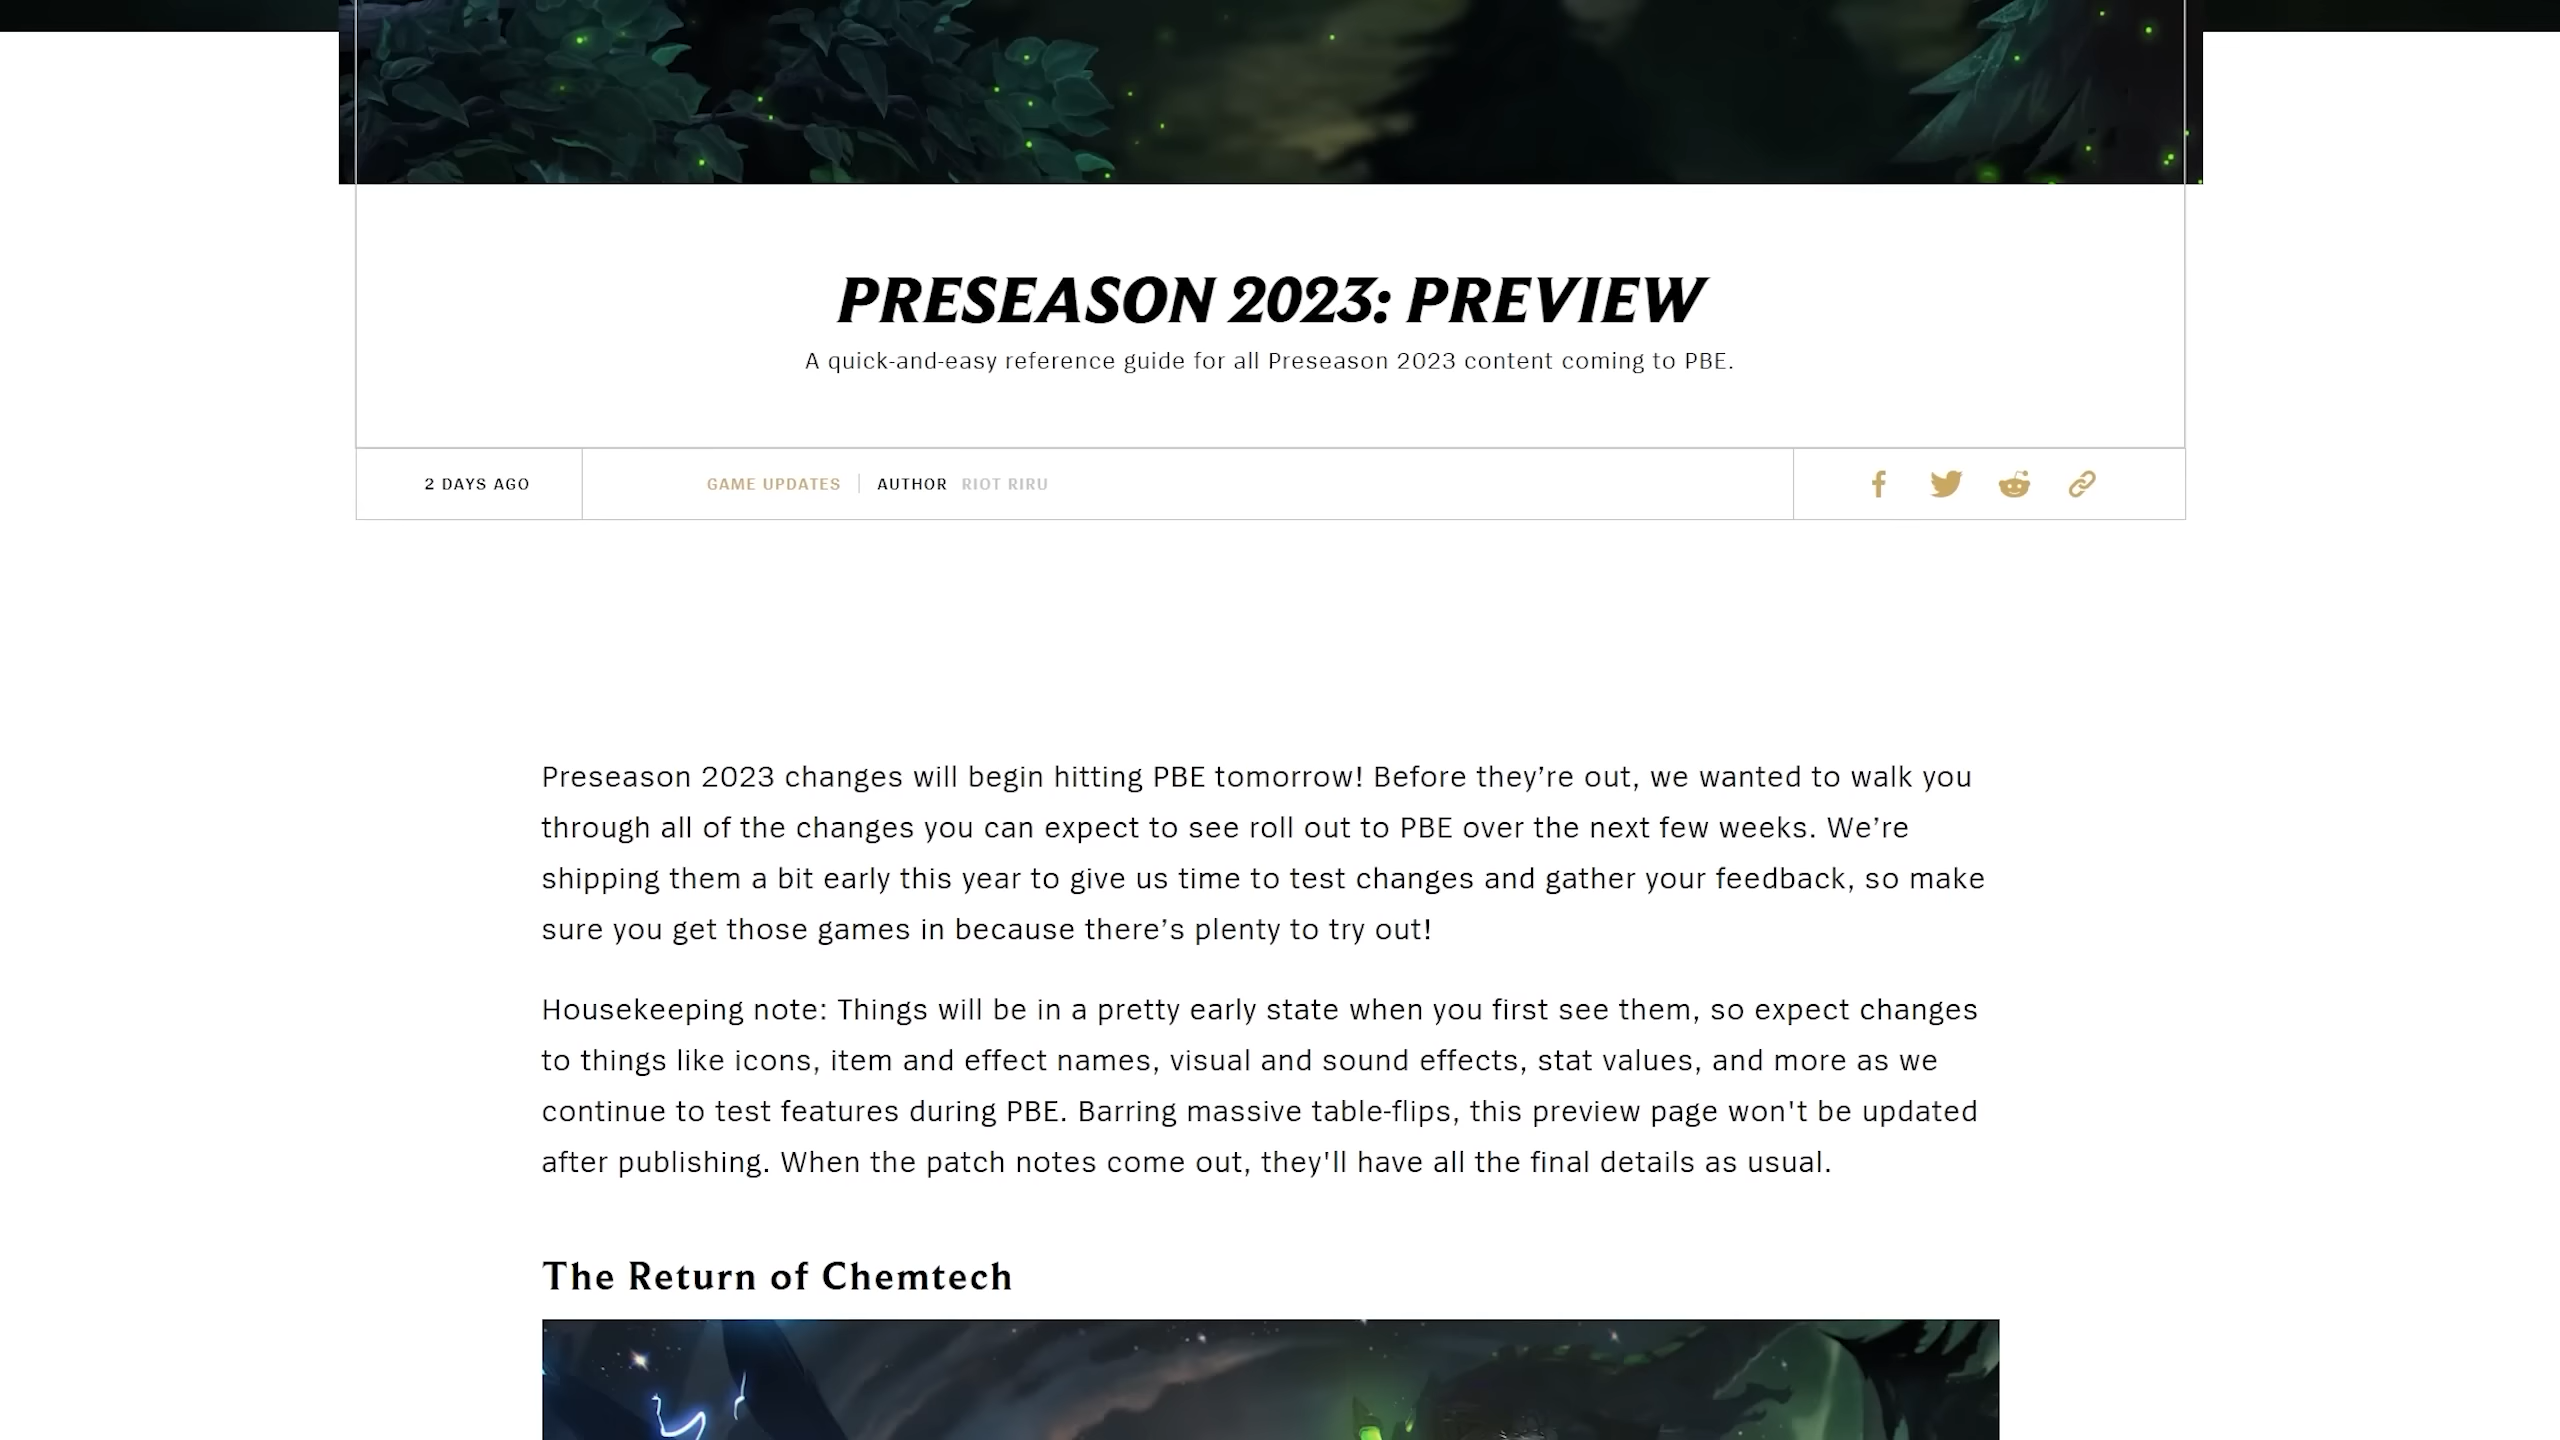 PRESEASON 2023: PREVIEW
A quick-and-easy reference guide for all Preseason 2023 content coming to PBE.
2 DAYS AGO
GAME UPDATES | AUTHOR RIOT RIRU
Preseason 2023 changes will begin hitting PBE tomorrow! Before they’re out, we wanted to walk you
through all of the changes you can expect to see roll out to PBE over the next few weeks. We’re
shipping them a bit early this year to give us time to test changes and gather your feedback, so make
sure you get those games in because there’s plenty to try out!
Housekeeping note: Things will be in a pretty early state when you first see them, so expect changes
to things like icons, item and effect names, visual and sound effects, stat values, and more as we
continue to test features during PBE. Barring massive table-flips, this preview page won't be updated
after publishing. When the patch notes come out, they'll have all the final details as usual.
The Return of Chemtech